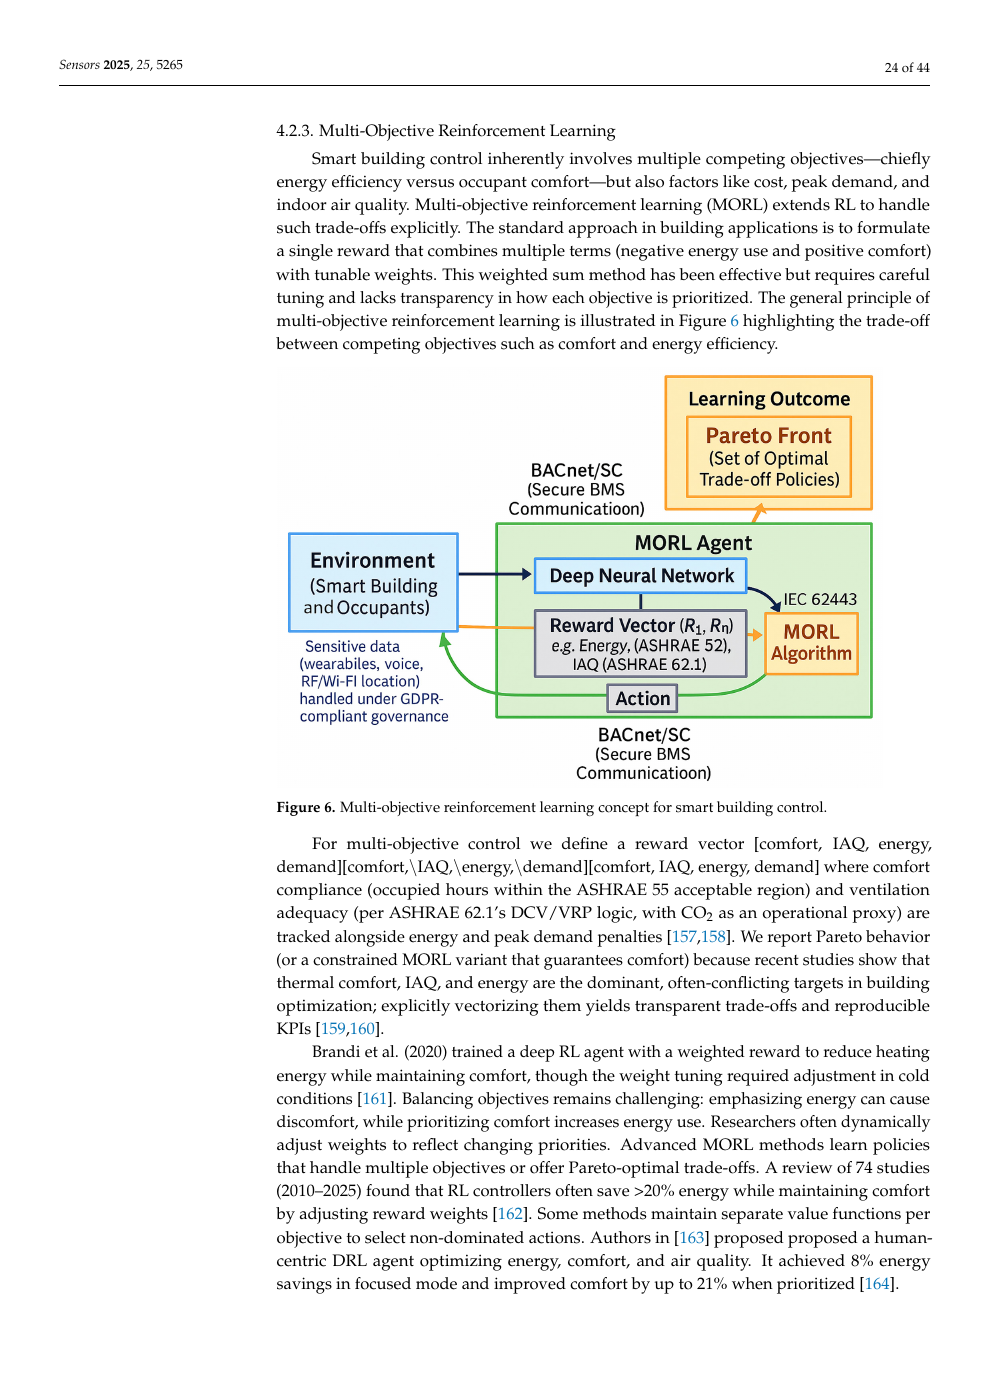 Sensors 2025, 25, 5265
24 of 44
4.2.3. Multi-Objective Reinforcement Learning
Smart building control inherently involves multiple competing objectives—chiefly
energy efficiency versus occupant comfort—but also factors like cost, peak demand, and
indoor air quality. Multi-objective reinforcement learning (MORL) extends RL to handle
such trade-offs explicitly. The standard approach in building applications is to formulate
a single reward that combines multiple terms (negative energy use and positive comfort)
with tunable weights. This weighted sum method has been effective but requires careful
tuning and lacks transparency in how each objective is prioritized. The general principle of
multi-objective reinforcement learning is illustrated in Figure 6 highlighting the trade-off
between competing objectives such as comfort and energy efficiency.
Learning Outcome
Pareto Front
(Set of Optimal
Trade-off Policies)
BACnet/SC
(Secure BMS
Communicatioon)
MORL Agent
Environment
(Smart Building
and Occupants)
Deep Neural Network
IEC 62443
Reward Vector (R1, Rn)
e.g. Energy, (ASHRAE 52),
IAQ (ASHRAE 62.1)
MORL
Algorithm
Sensitive data
(wearabiles, voice,
RF/Wi-FI location)
handled under GDPR-
compliant governance
Action
BACnet/SC
(Secure BMS
Communicatioon)
Figure 6. Multi-objective reinforcement learning concept for smart building control.
For multi-objective control we define a reward vector [comfort, IAQ, energy,
demand][comfort,\IAQ,\energy,\demand][comfort, IAQ, energy, demand] where comfort
compliance (occupied hours within the ASHRAE 55 acceptable region) and ventilation
adequacy (per ASHRAE 62.1's DCV/VRP logic, with CO2 as an operational proxy) are
tracked alongside energy and peak demand penalties [157,158]. We report Pareto behavior
(or a constrained MORL variant that guarantees comfort) because recent studies show that
thermal comfort, IAQ, and energy are the dominant, often-conflicting targets in building
optimization; explicitly vectorizing them yields transparent trade-offs and reproducible
KPIs [159,160].
Brandi et al. (2020) trained a deep RL agent with a weighted reward to reduce heating
energy while maintaining comfort, though the weight tuning required adjustment in cold
conditions [161]. Balancing objectives remains challenging: emphasizing energy can cause
discomfort, while prioritizing comfort increases energy use. Researchers often dynamically
adjust weights to reflect changing priorities. Advanced MORL methods learn policies
that handle multiple objectives or offer Pareto-optimal trade-offs. A review of 74 studies
(2010–2025) found that RL controllers often save >20% energy while maintaining comfort
by adjusting reward weights [162]. Some methods maintain separate value functions per
objective to select non-dominated actions. Authors in [163] proposed proposed a human-
centric DRL agent optimizing energy, comfort, and air quality. It achieved 8% energy
savings in focused mode and improved comfort by up to 21% when prioritized [164].